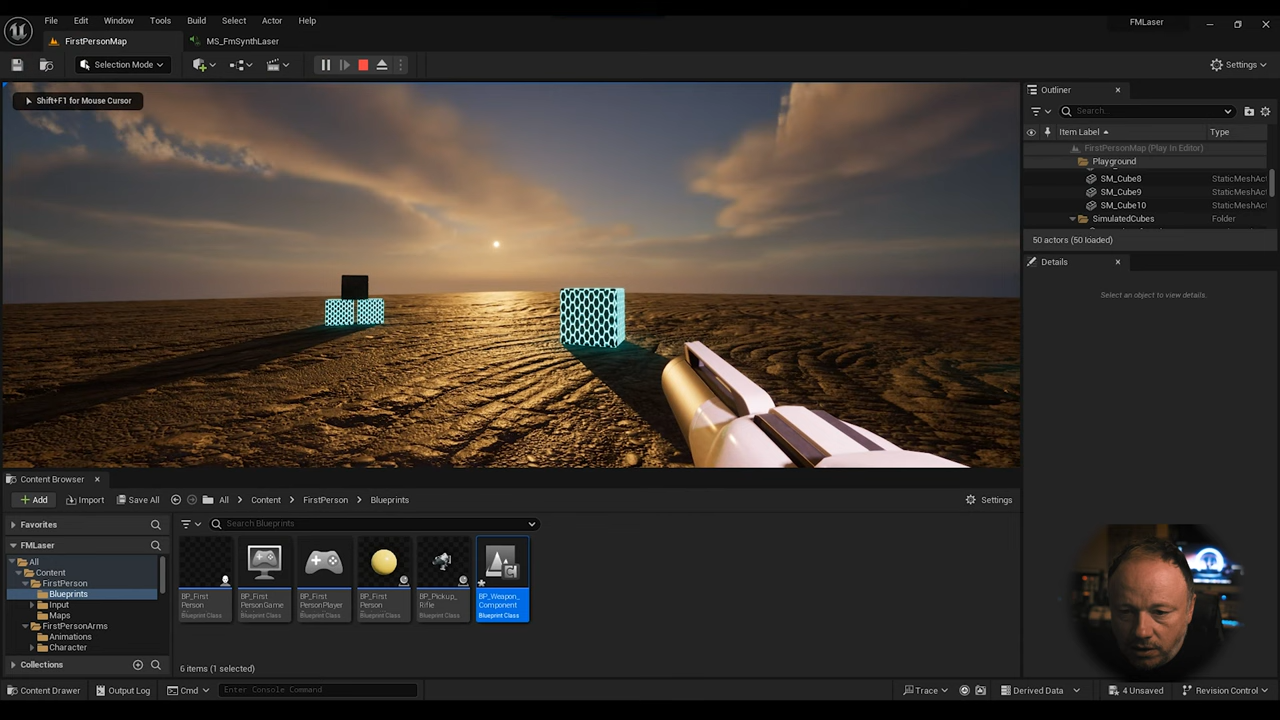 File Edit Window Tools Build Select Actor Help
FMLaser
FirstPersonMap
MS_FmSynthLaser
Selection Mode
Settings
Shift+F1 for Mouse Cursor
Outliner
Search...
Item Label
Type
FirstPersonMap (Play In Editor)
Playground
SM_Cube8 StaticMeshAc
SM_Cube9 StaticMeshAc
SM_Cube10 StaticMeshAc
SimulatedCubes Folder
50 actors (50 loaded)
Details
Select an object to view details.
Content Browser
Add
Import
Save All
All
Content
FirstPerson
Blueprints
Settings
Favorites
FMLaser
All
Content
FirstPerson
Blueprints
Input
Maps
FirstPersonArms
Animations
Character
Collections
Search Blueprints
BP_First
Person
Blueprint Class
BP_First
PersonGame
Blueprint Class
BP_First
PersonPlayer
Blueprint Class
BP_First
Person
Blueprint Class
BP_Pickup_
Rifle
Blueprint Class
BP_Weapon_
Component
Blueprint Class
6 items (1 selected)
Content Drawer
Output Log
Cmd
Enter Console Command
Trace
Derived Data
4 Unsaved
Revision Control